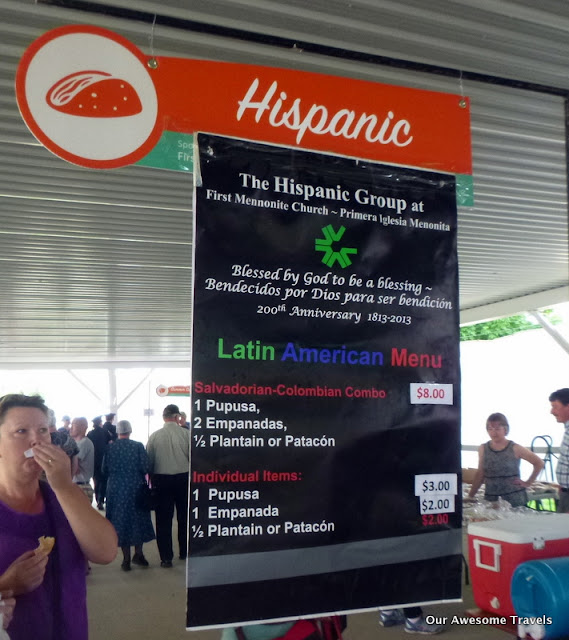 Hispanic
First
The Hispanic Group at
First Mennonite Church ~ Primera Iglesia Menonita
Blessed by God to be a blessing ~
Bendecidos por Dios para ser bendición
200th Anniversary 1813-2013
Latin American Menu
Salvadorian-Colombian Combo $8.00
1 Pupusa,
2 Empanadas,
½ Plantain or Patacón
Individual Items:
1 Pupusa $3.00
1 Empanada $2.00
½ Plantain or Patacón $2.00
Our Awesome Travels